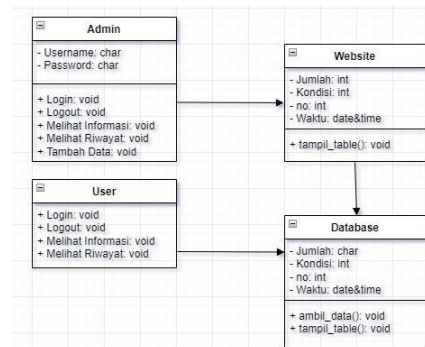 Admin
- Username: char
- Password: char
+ Login: void
+ Logout: void
+ Melihat Informasi: void
+ Melihat Riwayat: void
+ Tambah Data: void
User
+ Login: void
+ Logout: void
+ Melihat Informasi: void
+ Melihat Riwayat: void
Website
- Jumlah: int
- Kondisi: int
- no: int
- Waktu: date&time
+ tampil_table(): void
Database
- Jumlah: char
- Kondisi: int
- no: int
- Waktu: date&time
+ ambil_data(): void
+ tampil_table(): void